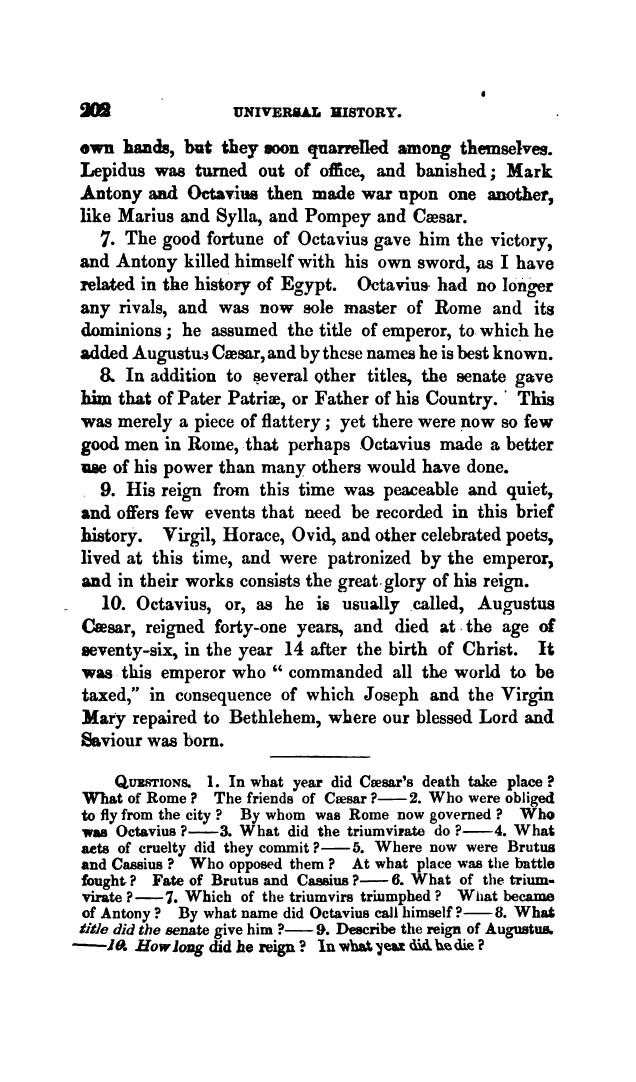 202 UNIVERSAL HISTORY.
own hands, but they soon quarrelled among themselves.
Lepidus was turned out of office, and banished; Mark
Antony and Octavius then made war upon one another,
like Marius and Sylla, and Pompey and Cæsar.
7. The good fortune of Octavius gave him the victory,
and Antony killed himself with his own sword, as I have
related in the history of Egypt. Octavius had no longer
any rivals, and was now sole master of Rome and its
dominions; he assumed the title of emperor, to which he
added Augustus Cæsar, and by these names he is best known.
8. In addition to several other titles, the senate gave
him that of Pater Patriæ, or Father of his Country. This
was merely a piece of flattery; yet there were now so few
good men in Rome, that perhaps Octavius made a better
use of his power than many others would have done.
9. His reign from this time was peaceable and quiet,
and offers few events that need be recorded in this brief
history. Virgil, Horace, Ovid, and other celebrated poets,
lived at this time, and were patronized by the emperor,
and in their works consists the great glory of his reign.
10. Octavius, or, as he is usually called, Augustus
Cæsar, reigned forty-one years, and died at the age of
seventy-six, in the year 14 after the birth of Christ. It
was this emperor who "commanded all the world to be
taxed," in consequence of which Joseph and the Virgin
Mary repaired to Bethlehem, where our blessed Lord and
Saviour was born.
QUESTIONS. 1. In what year did Cæsar's death take place?
What of Rome? The friends of Cæsar?—2. Who were obliged
to fly from the city? By whom was Rome now governed? Who
was Octavius?—3. What did the triumvirate do?—4. What
acts of cruelty did they commit?—5. Where now were Brutus
and Cassius? Who opposed them? At what place was the battle
fought? Fate of Brutus and Cassius?—6. What of the trium-
virate?—7. Which of the triumvirs triumphed? What became
of Antony? By what name did Octavius call himself?—8. What
title did the senate give him?—9. Describe the reign of Augustus.
—10. How long did he reign? In what year did he die?